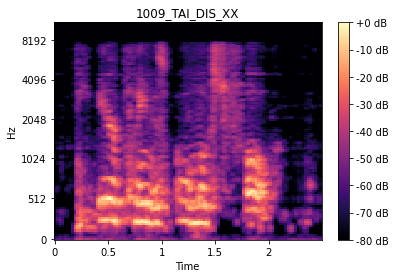 1009_TAI_DIS_XX
Hz
8192
4096
2048
1024
512
0
0
0.5
1
1.5
2
Time
+0 dB
-10 dB
-20 dB
-30 dB
-40 dB
-50 dB
-60 dB
-70 dB
-80 dB